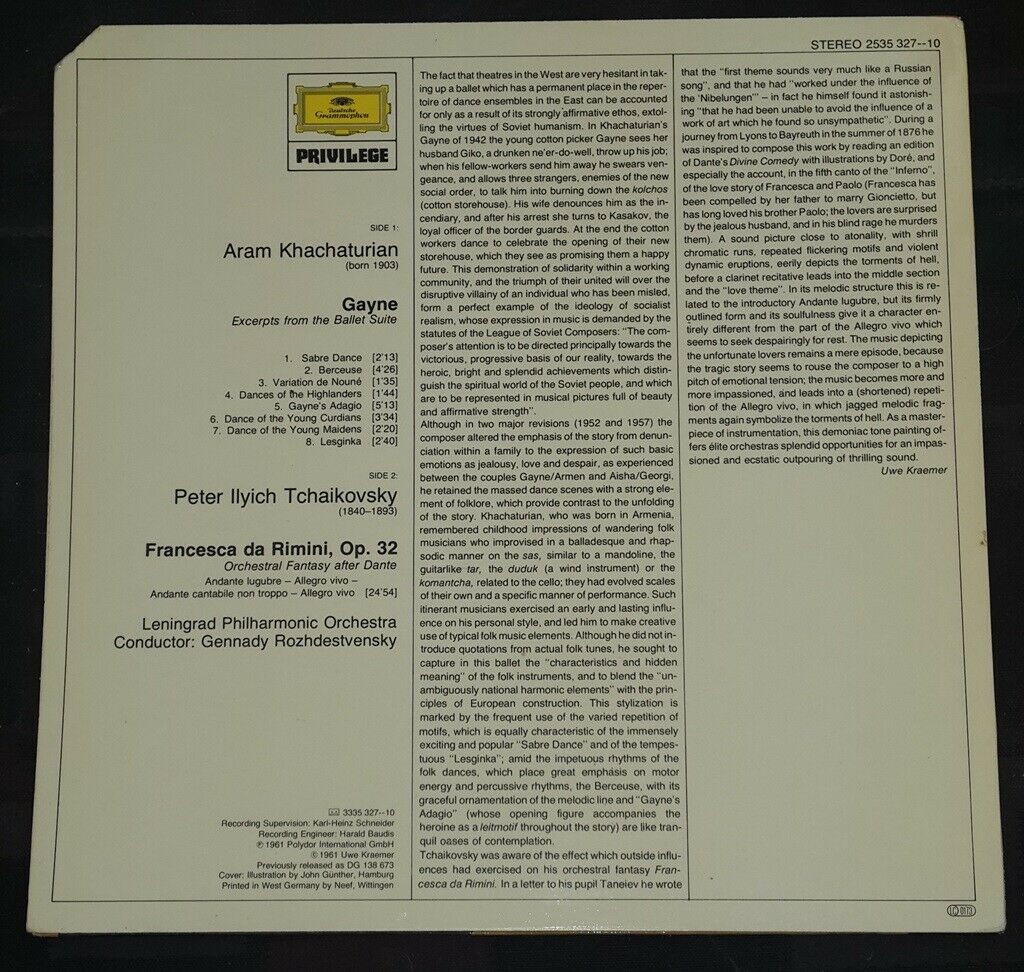 STEREO 2535 327--10
Deutsche
Grammophon
PRIVILEGE
SIDE 1:
Aram Khachaturian
(born 1903)
Gayne
Excerpts from the Ballet Suite
1. Sabre Dance [2'13]
2. Berceuse [4'26]
3. Variation de Nouné [1'35]
4. Dances of the Highlanders [1'44]
5. Gayne's Adagio [5'13]
6. Dance of the Young Curdians [3'34]
7. Dance of the Young Maidens [2'20]
8. Lesginka [2'40]
SIDE 2:
Peter Ilyich Tchaikovsky
(1840–1893)
Francesca da Rimini, Op. 32
Orchestral Fantasy after Dante
Andante lugubre – Allegro vivo –
Andante cantabile non troppo – Allegro vivo [24'54]
Leningrad Philharmonic Orchestra
Conductor: Gennady Rozhdestvensky
3335 327--10
Recording Supervision: Karl-Heinz Schneider
Recording Engineer: Harald Baudis
℗ 1961 Polydor International GmbH
© 1961 Uwe Kraemer
Previously released as DG 138 673
Cover: Illustration by John Günther, Hamburg
Printed in West Germany by Neef, Wittingen
The fact that theatres in the West are very hesitant in tak-
ing up a ballet which has a permanent place in the reper-
toire of dance ensembles in the East can be accounted
for only as a result of its strongly affirmative ethos, extol-
ling the virtues of Soviet humanism. In Khachaturian's
Gayne of 1942 the young cotton picker Gayne sees her
husband Giko, a drunken ne'er-do-well, throw up his job;
when his fellow-workers send him away he swears ven-
geance, and allows three strangers, enemies of the new
social order, to talk him into burning down the kolchos
(cotton storehouse). His wife denounces him as the in-
cendiary, and after his arrest she turns to Kasakov, the
loyal officer of the border guards. At the end the cotton
workers dance to celebrate the opening of their new
storehouse, which they see as promising them a happy
future. This demonstration of solidarity within a working
community, and the triumph of their united will over the
disruptive villainy of an individual who has been misled,
form a perfect example of the ideology of socialist
realism, whose expression in music is demanded by the
statutes of the League of Soviet Composers: "The com-
poser's attention is to be directed principally towards the
victorious, progressive basis of our reality, towards the
heroic, bright and splendid achievements which distin-
guish the spiritual world of the Soviet people, and which
are to be represented in musical pictures full of beauty
and affirmative strength".
Although in two major revisions (1952 and 1957) the
composer altered the emphasis of the story from denun-
ciation within a family to the expression of such basic
emotions as jealousy, love and despair, as experienced
between the couples Gayne/Armen and Aisha/Georgi,
he retained the massed dance scenes with a strong ele-
ment of folklore, which provide contrast to the unfolding
of the story. Khachaturian, who was born in Armenia,
remembered childhood impressions of wandering folk
musicians who improvised in a balladesque and rhap-
sodic manner on the sas, similar to a mandoline, the
guitarlike tar, the duduk (a wind instrument) or the
komantcha, related to the cello; they had evolved scales
of their own and a specific manner of performance. Such
itinerant musicians exercised an early and lasting influ-
ence on his personal style, and led him to make creative
use of typical folk music elements. Although he did not in-
troduce quotations from actual folk tunes, he sought to
capture in this ballet the "characteristics and hidden
meaning" of the folk instruments, and to blend the "un-
ambiguously national harmonic elements" with the prin-
ciples of European construction. This stylization is
marked by the frequent use of the varied repetition of
motifs, which is equally characteristic of the immensely
exciting and popular "Sabre Dance" and of the tempes-
tuous "Lesginka"; amid the impetuous rhythms of the
folk dances, which place great emphasis on motor
energy and percussive rhythms, the Berceuse, with its
graceful ornamentation of the melodic line and "Gayne's
Adagio" (whose opening figure accompanies the
heroine as a leitmotif throughout the story) are like tran-
quil oases of contemplation.
Tchaikovsky was aware of the effect which outside influ-
ences had exercised on his orchestral fantasy Fran-
cesca da Rimini. In a letter to his pupil Taneiev he wrote
that the "first theme sounds very much like a Russian
song", and that he had "worked under the influence of
the 'Nibelungen'" – in fact he himself found it astonish-
ing "that he had been unable to avoid the influence of a
work of art which he found so unsympathetic". During a
journey from Lyons to Bayreuth in the summer of 1876 he
was inspired to compose this work by reading an edition
of Dante's Divine Comedy with illustrations by Doré, and
especially the account, in the fifth canto of the "Inferno",
of the love story of Francesca and Paolo (Francesca has
been compelled by her father to marry Gioncietto, but
has long loved his brother Paolo; the lovers are surprised
by the jealous husband, and in his blind rage he murders
them). A sound picture close to atonality, with shrill
chromatic runs, repeated flickering motifs and violent
dynamic eruptions, eerily depicts the torments of hell,
before a clarinet recitative leads into the middle section
and the "love theme". In its melodic structure this is re-
lated to the introductory Andante lugubre, but its firmly
outlined form and its soulfulness give it a character en-
tirely different from the part of the Allegro vivo which
seems to seek despairingly for rest. The music depicting
the unfortunate lovers remains a mere episode, because
the tragic story seems to rouse the composer to a high
pitch of emotional tension; the music becomes more and
more impassioned, and leads into a (shortened) repeti-
tion of the Allegro vivo, in which jagged melodic frag-
ments again symbolize the torments of hell. As a master-
piece of instrumentation, this demoniac tone painting of-
fers élite orchestras splendid opportunities for an impas-
sioned and ecstatic outpouring of thrilling sound.
Uwe Kraemer